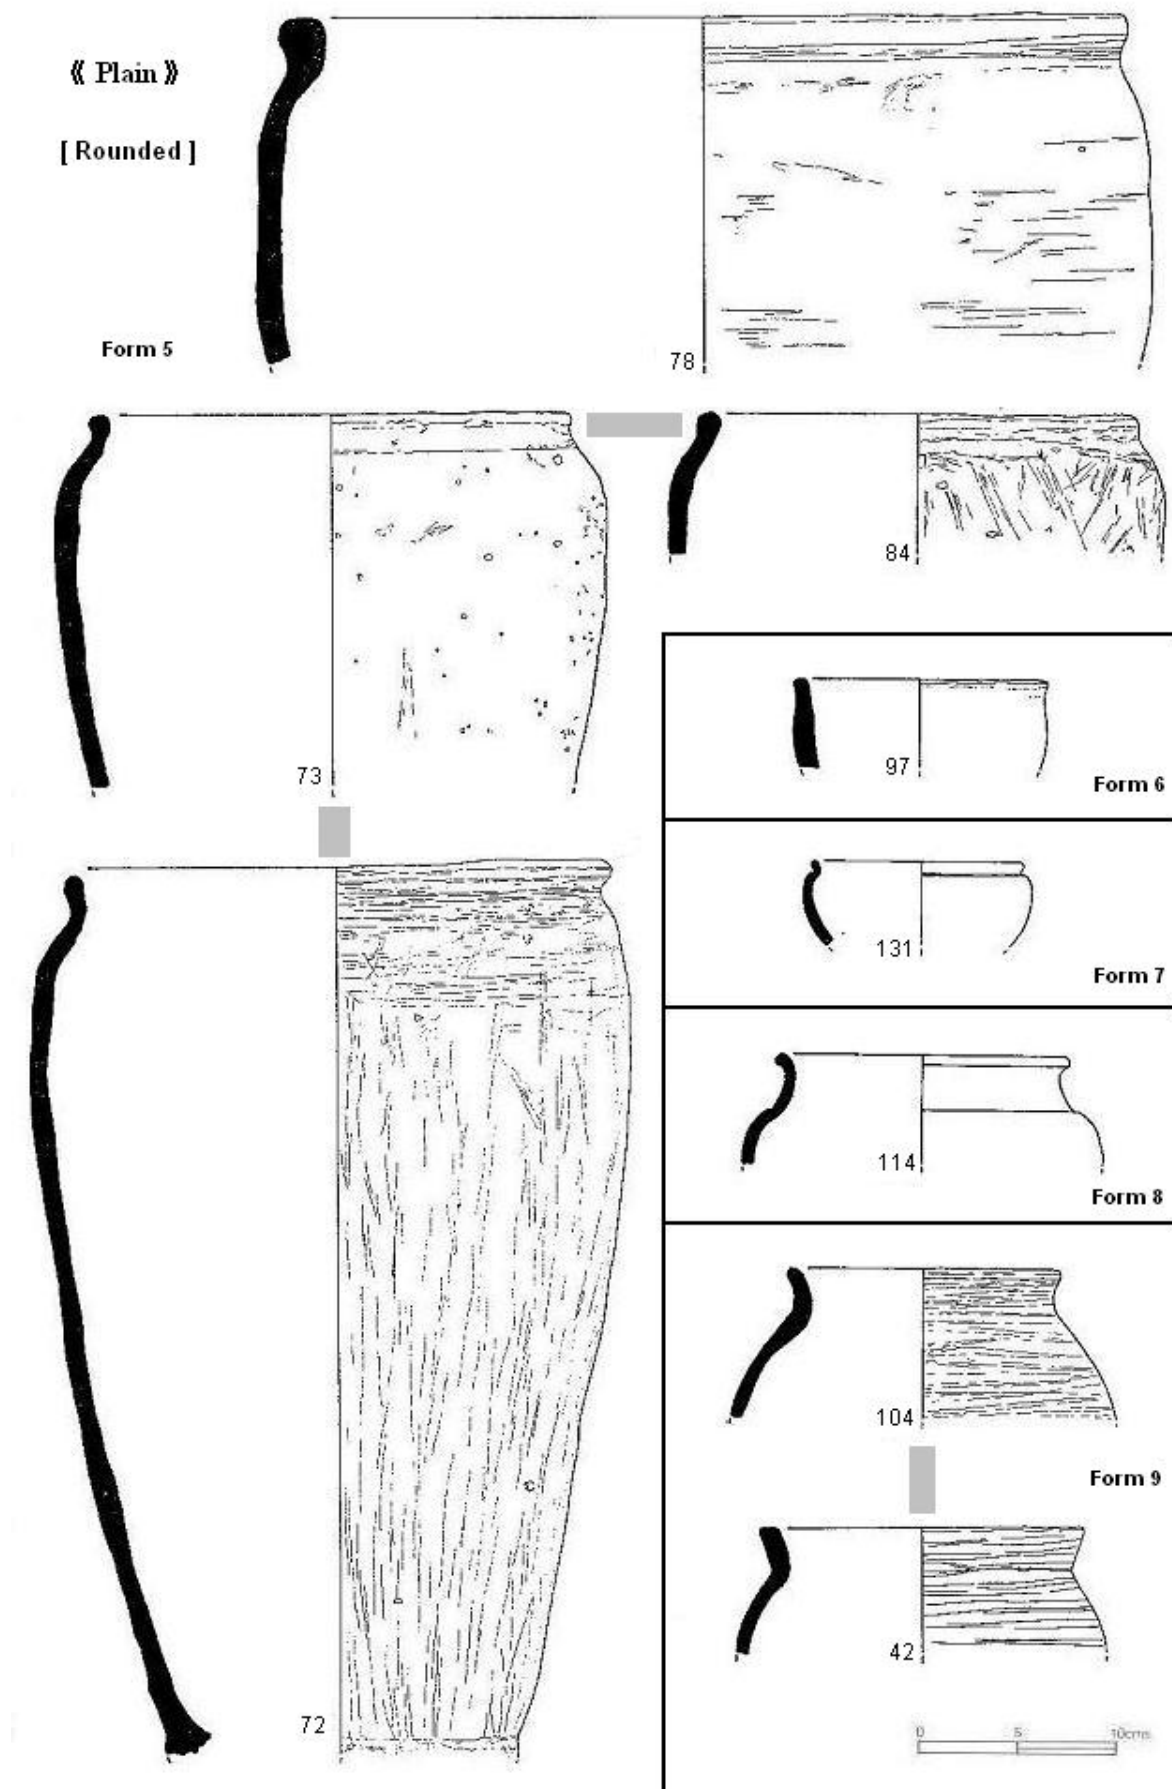 《 Plain 》
[ Rounded ]
Form 5
78
84
73
97
Form 6
131
Form 7
114
Form 8
104
Form 9
42
72
0 5 10cms